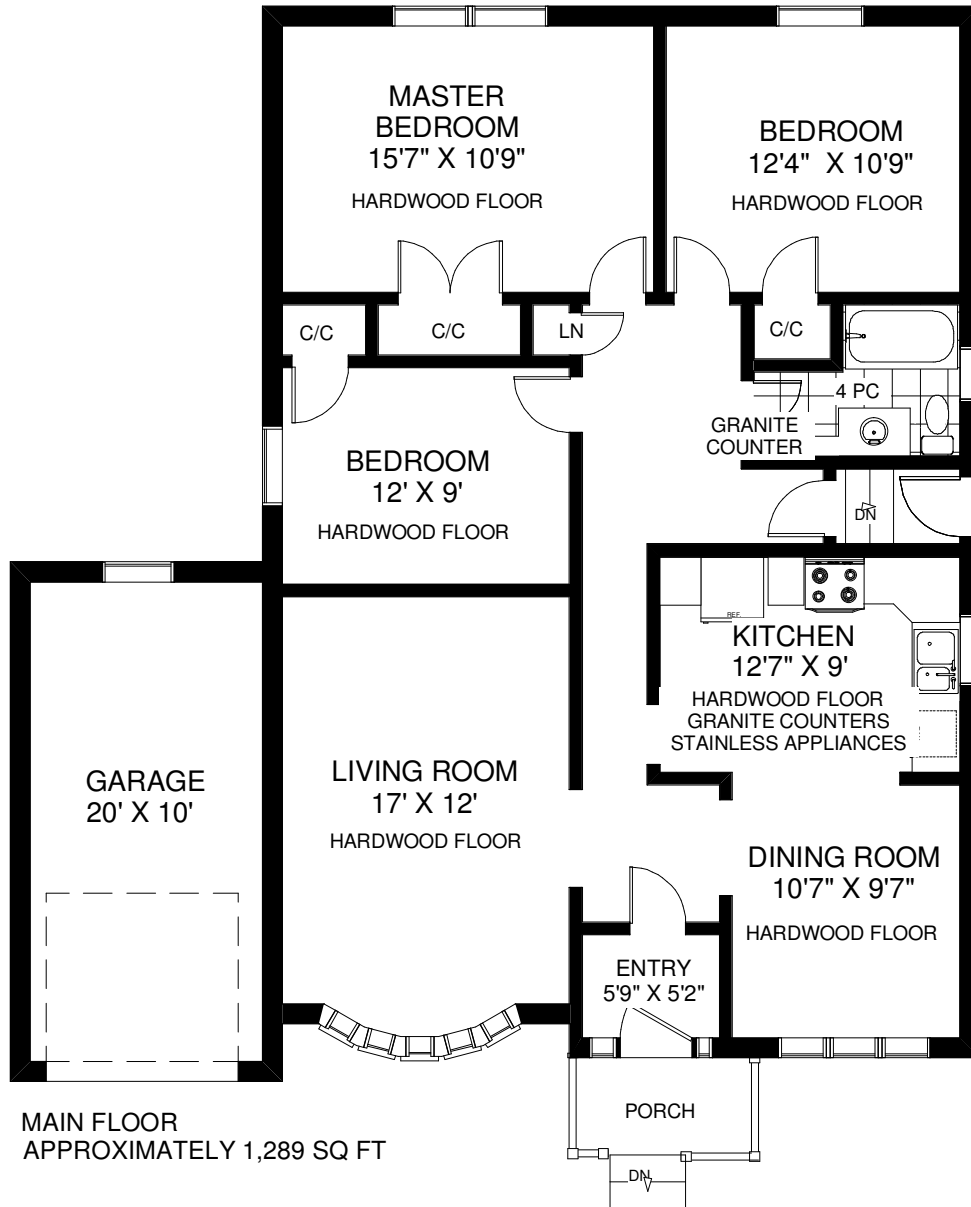 MASTER
BEDROOM
15'7" X 10'9"
HARDWOOD FLOOR
BEDROOM
12'4" X 10'9"
HARDWOOD FLOOR
C/C
C/C
LN
C/C
4 PC
GRANITE
COUNTER
BEDROOM
12' X 9'
HARDWOOD FLOOR
DN
REF.
KITCHEN
12'7" X 9'
HARDWOOD FLOOR
GRANITE COUNTERS
STAINLESS APPLIANCES
GARAGE
20' X 10'
LIVING ROOM
17' X 12'
HARDWOOD FLOOR
DINING ROOM
10'7" X 9'7"
HARDWOOD FLOOR
ENTRY
5'9" X 5'2"
PORCH
DN
MAIN FLOOR
APPROXIMATELY 1,289 SQ FT